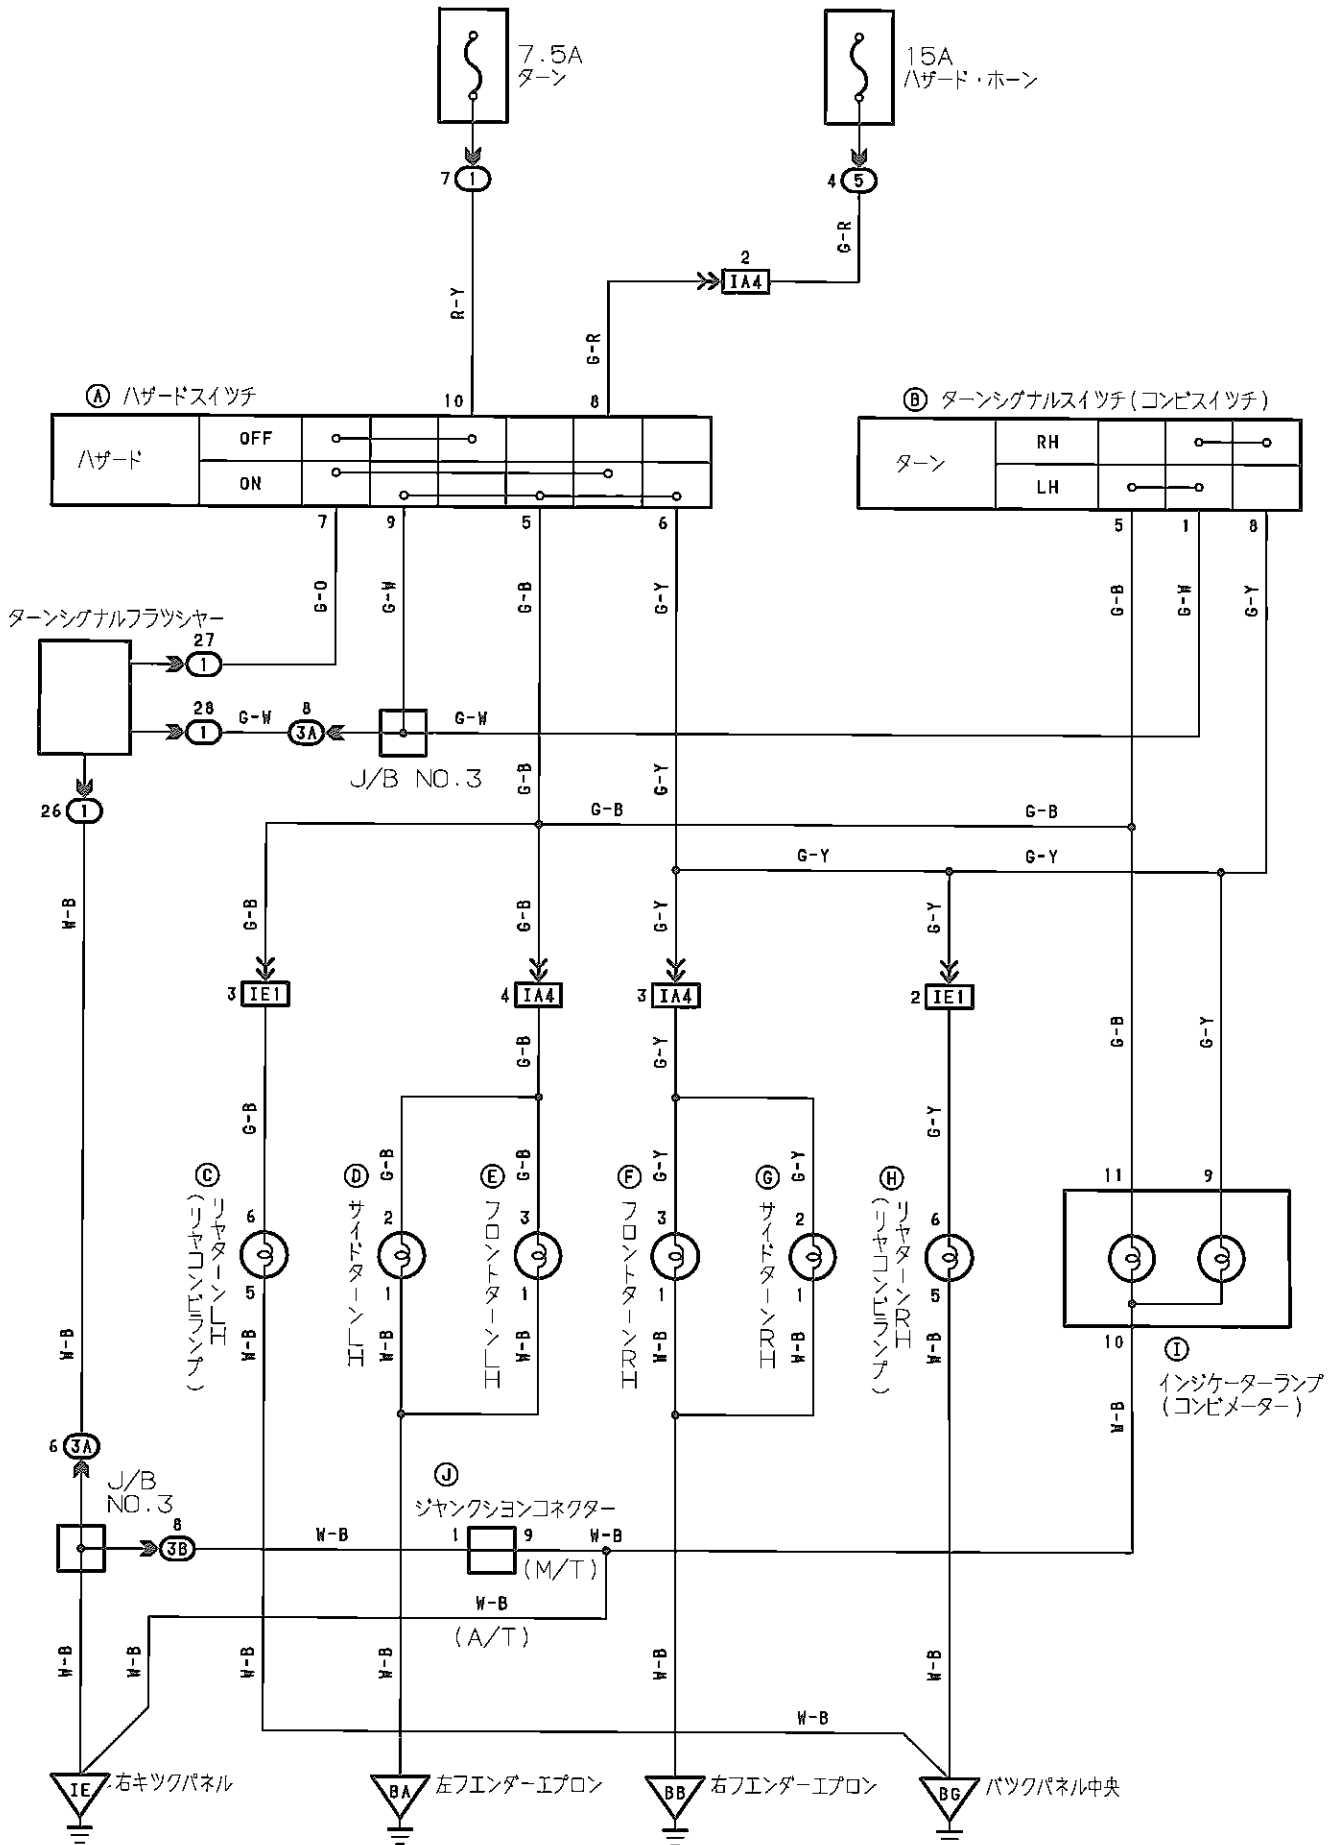 7.5A
ターン
15A
ハザード・ホーン
7 1
4 5
G-R
2
IA4
R-Y
G-R
Ⓐ ハザードスイツチ
10
8
Ⓑ ターンシグナルスイツチ(コンビスイツチ)
ハザード
OFF
ON
ターン
RH
LH
7
9
5
6
5
1
8
G-O
G-W
G-B
G-Y
G-B
G-W
G-Y
ターンシグナルフラツシヤー
27
1
28
1
G-W
8
3A
G-W
J/B NO.3
G-B
G-Y
26 1
G-B
G-B
G-Y
G-Y
W-B
G-B
G-B
G-Y
G-Y
3 IE1
4 IA4
3 IA4
2 IE1
G-B
G-Y
G-B
G-Y
G-B
G-Y
Ⓒ
リヤターンLH
(リヤコンビランプ)
6
5
W-B
Ⓓ
サイドターンLH
G-B
2
1
W-B
Ⓔ
フロントターンLH
G-B
3
1
W-B
Ⓕ
フロントターンRH
G-Y
3
1
W-B
Ⓖ
サイドターンRH
G-Y
2
1
W-B
Ⓗ
リヤターンRH
(リヤコンビランプ)
6
5
W-B
11
9
10
Ⓘ
インジケーターランプ
(コンビメーター)
W-B
W-B
6 3A
J/B
NO.3
8
3B
W-B
Ⓙ
ジヤンクシヨンコネクター
1
9
W-B
(M/T)
W-B
(A/T)
W-B
W-B
W-B
W-B
W-B
W-B
W-B
IE 右キツクパネル
BA 左フエンダーエプロン
BB 右フエンダーエプロン
BG バツクパネル中央